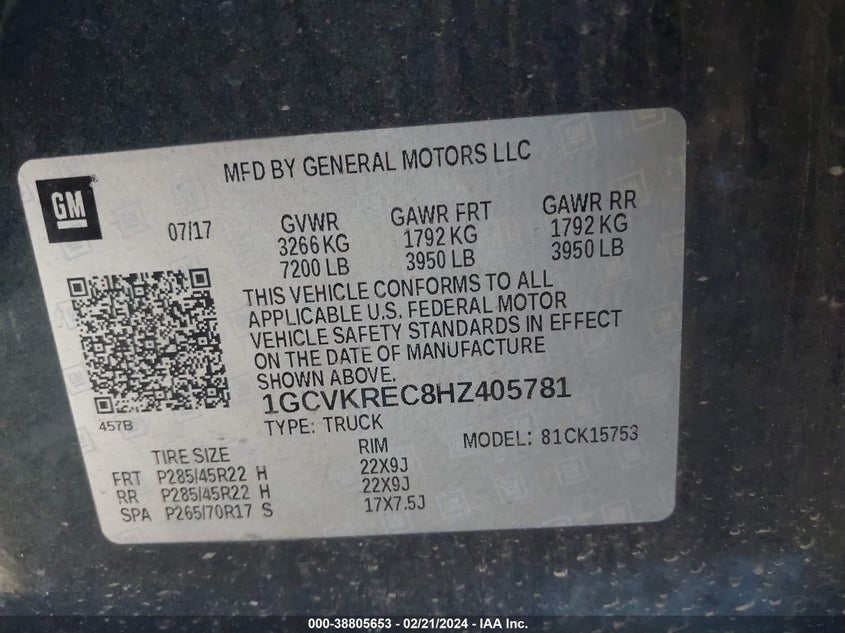 MFD BY GENERAL MOTORS LLC
GM
07/17
GVWR GAWR FRT GAWR RR
3266 KG 1792 KG 1792 KG
7200 LB 3950 LB 3950 LB
THIS VEHICLE CONFORMS TO ALL
APPLICABLE U.S. FEDERAL MOTOR
VEHICLE SAFETY STANDARDS IN EFFECT
ON THE DATE OF MANUFACTURE
SHOWN ABOVE.
1GCVKREC8HZ405781
457B
TYPE: TRUCK
MODEL: 81CK15753
TIRE SIZE RIM
FRT P285/45R22 H 22X9J
RR P285/45R22 H 22X9J
SPA P265/70R17 S 17X7.5J
000-38805653 - 02/21/2024 - IAA Inc.